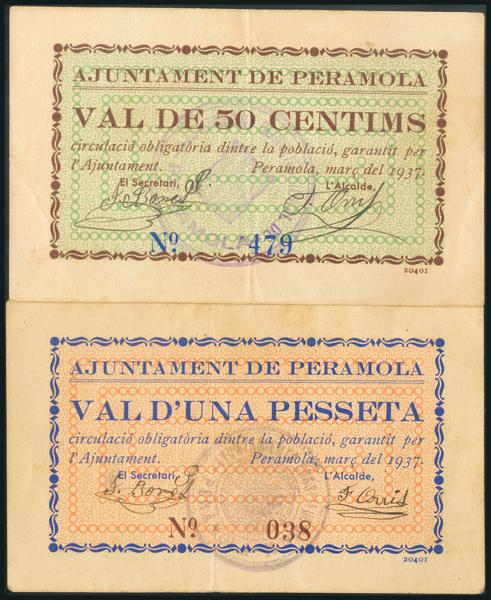 AJUNTAMENT DE PERAMOLA
VAL DE 50 CENTIMS
circulació obligatòria dintre la població, garantit per
l'Ajuntament. Peramola, març del 1937.
El Secretari, L'Alcalde,
Nº. 479
20401
AJUNTAMENT DE PERAMOLA
VAL D'UNA PESSETA
circulació obligatòria dintre la població, garantit per
l'Ajuntament. Peramola, març del 1937.
El Secretari, L'Alcalde,
Nº. 038
20401